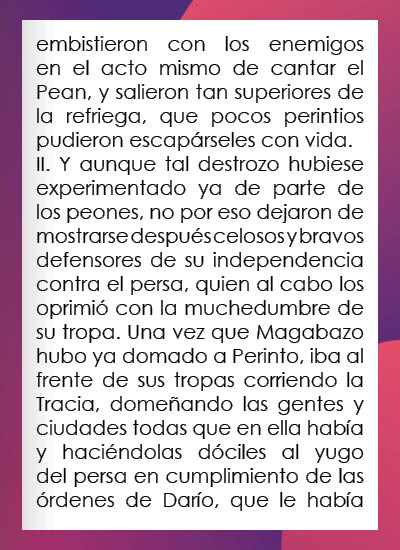 embistieron con los enemigos
en el acto mismo de cantar el
Pean, y salieron tan superiores de
la refriega, que pocos perintios
pudieron escapárseles con vida.
II. Y aunque tal destrozo hubiese
experimentado ya de parte de
los peones, no por eso dejaron de
mostrarse después celosos y bravos
defensores de su independencia
contra el persa, quien al cabo los
oprimió con la muchedumbre de
su tropa. Una vez que Magabazo
hubo ya domado a Perinto, iba al
frente de sus tropas corriendo la
Tracia, domeñando las gentes y
ciudades todas que en ella había
y haciéndolas dóciles al yugo
del persa en cumplimiento de las
órdenes de Darío, que le había